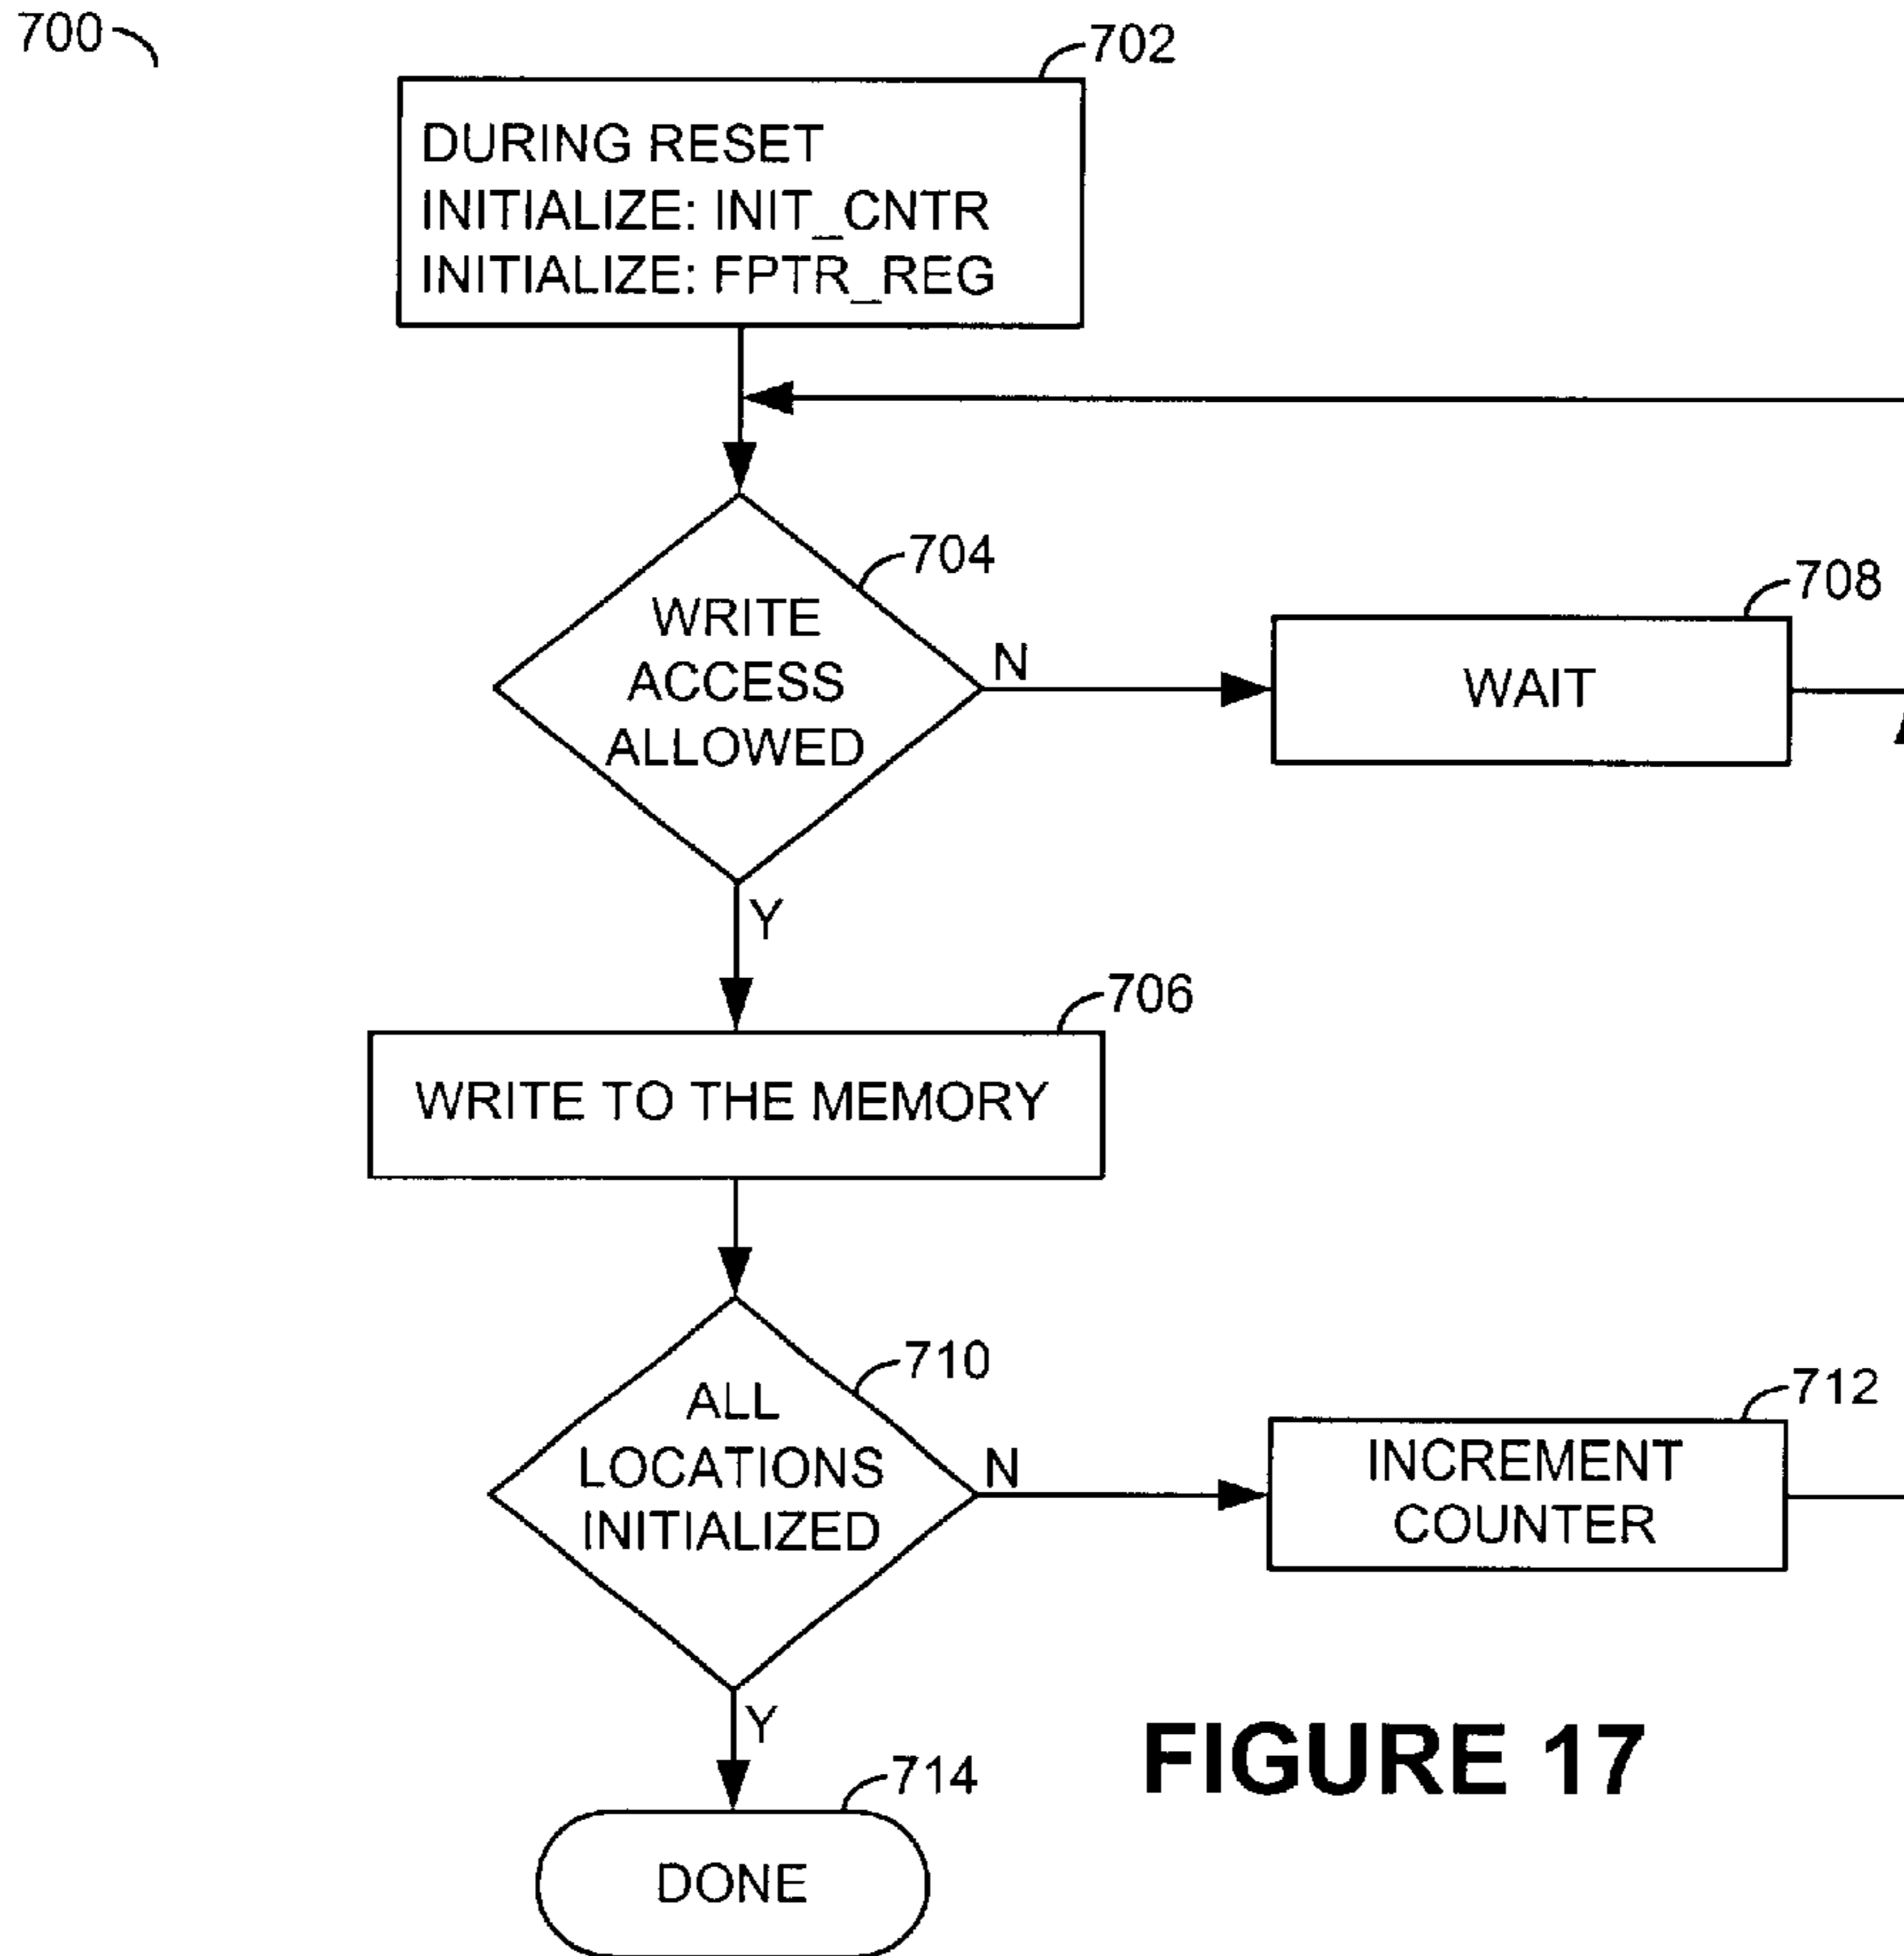 700
702
DURING RESET
INITIALIZE: INIT_CNTR
INITIALIZE: FPTR_REG
704
WRITE
ACCESS
ALLOWED
N
708
WAIT
Y
706
WRITE TO THE MEMORY
710
ALL
LOCATIONS
INITIALIZED
N
712
INCREMENT
COUNTER
Y
714
DONE
FIGURE 17